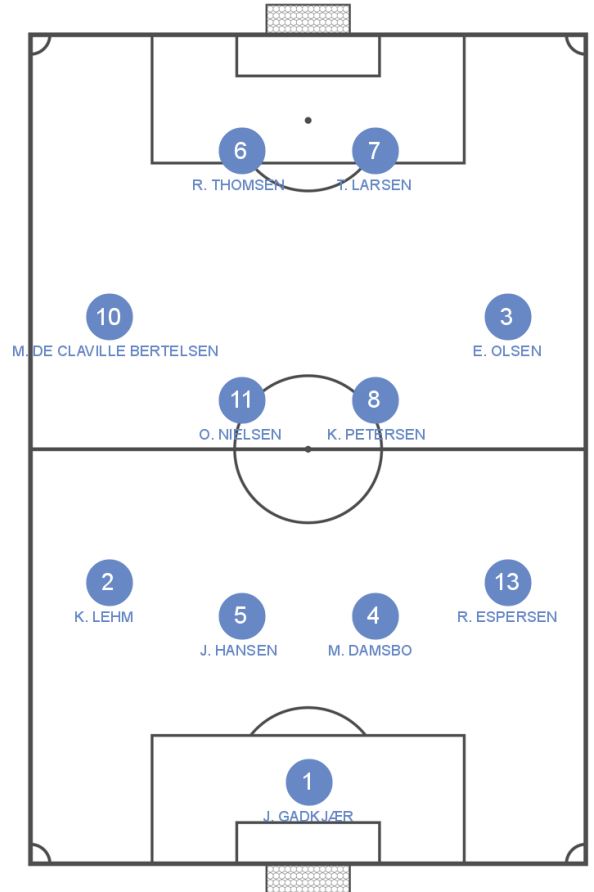 6
7
R. THOMSEN
T. LARSEN
10
3
M. DE CLAVILLE BERTELSEN
E. OLSEN
11
8
O. NIELSEN
K. PETERSEN
2
13
K. LEHM
R. ESPERSEN
5
4
J. HANSEN
M. DAMSBO
1
J. GADKJÆR